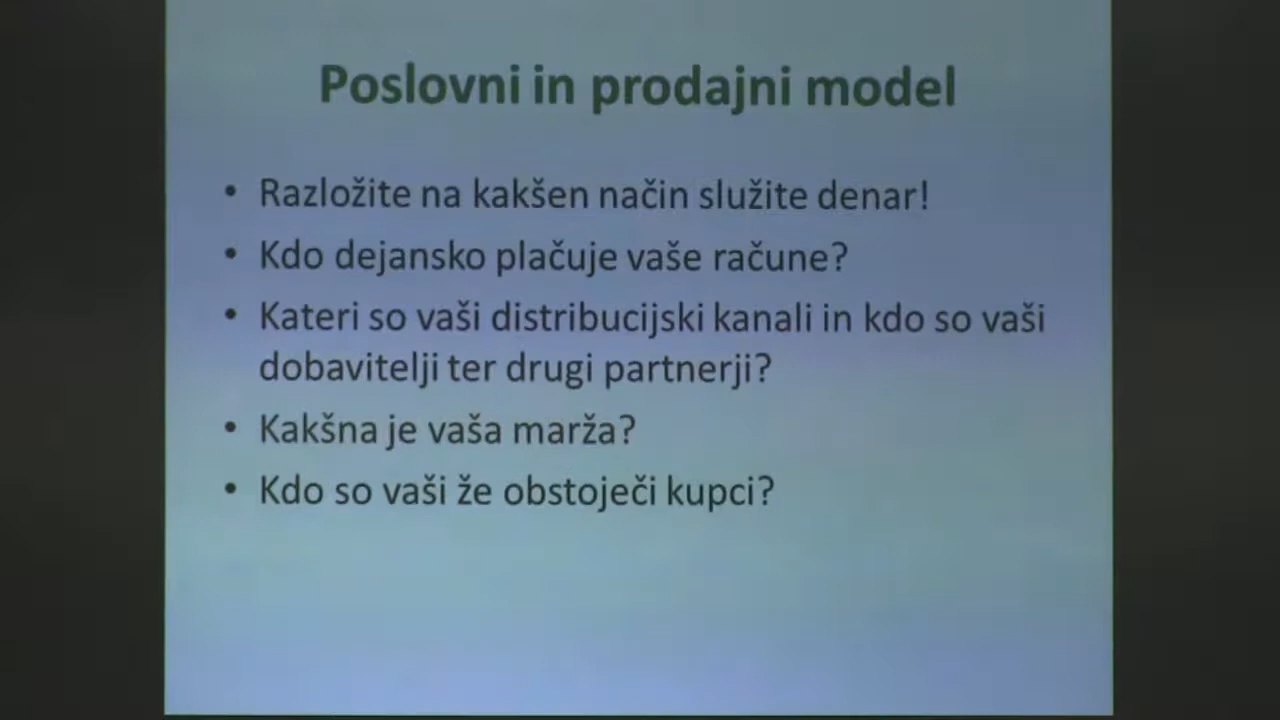 Poslovni in prodajni model
• Razložite na kakšen način služite denar!
• Kdo dejansko plačuje vaše račune?
• Kateri so vaši distribucijski kanali in kdo so vaši
dobavitelji ter drugi partnerji?
• Kakšna je vaša marža?
• Kdo so vaši že obstoječi kupci?